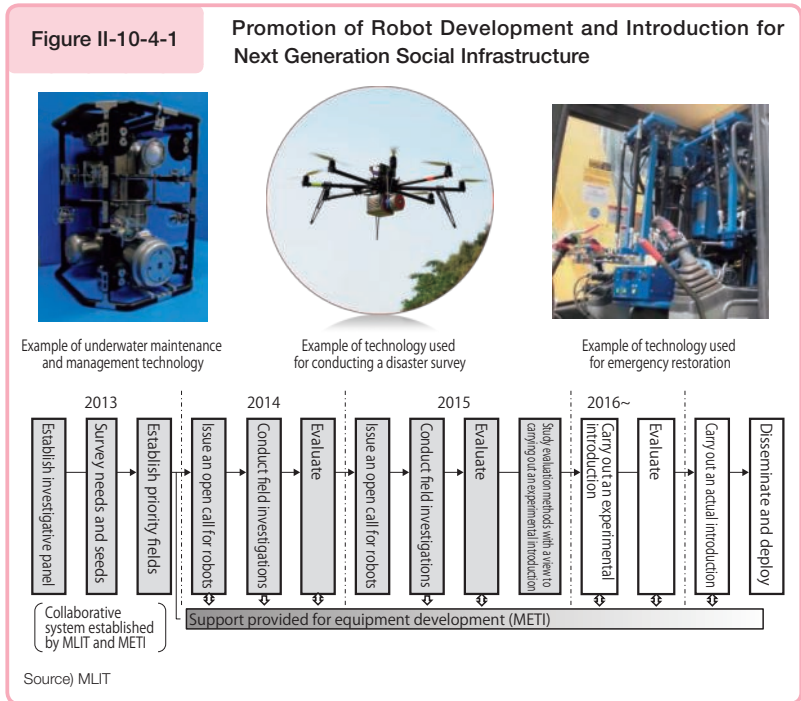 Figure II-10-4-1
Promotion of Robot Development and Introduction for
Next Generation Social Infrastructure
Example of underwater maintenance
and management technology
Example of technology used
for conducting a disaster survey
Example of technology used
for emergency restoration
2013
2014
2015
2016~
Establish investigative panel
Survey needs and seeds
Establish priority fields
Issue an open call for robots
Conduct field investigations
Evaluate
Issue an open call for robots
Conduct field investigations
Evaluate
Study evaluation methods with a view to
carrying out an experimental introduction
Carry out an experimental
introduction
Evaluate
Carry out an actual introduction
Disseminate and deploy
Collaborative
system established
by MLIT and METI
Support provided for equipment development (METI)
Source) MLIT